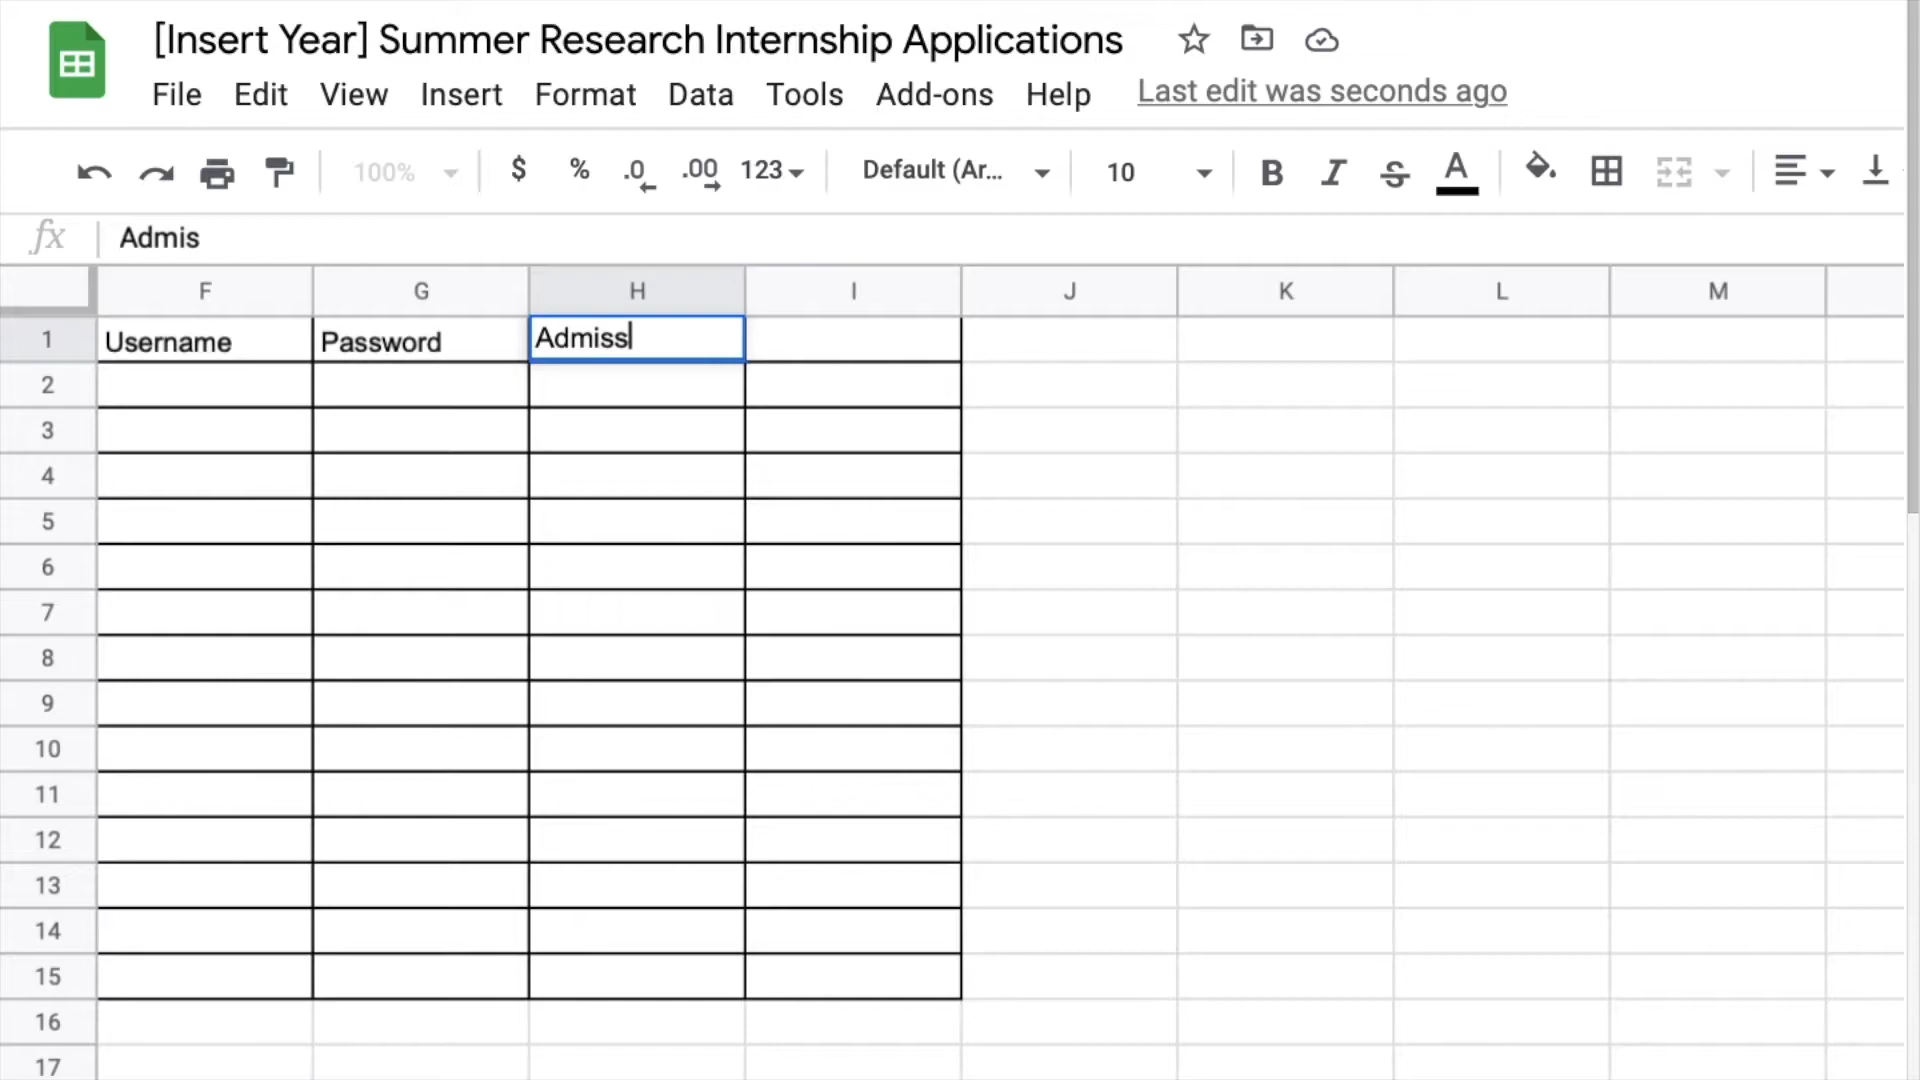 [Insert Year] Summer Research Internship Applications
File Edit View Insert Format Data Tools Add-ons Help Last edit was seconds ago
100% $ % .0 .00 123 Default (Ar... 10 B I S A
fx Admis
F G H I J K L M
1 Username Password Admiss
2
3
4
5
6
7
8
9
10
11
12
13
14
15
16
17